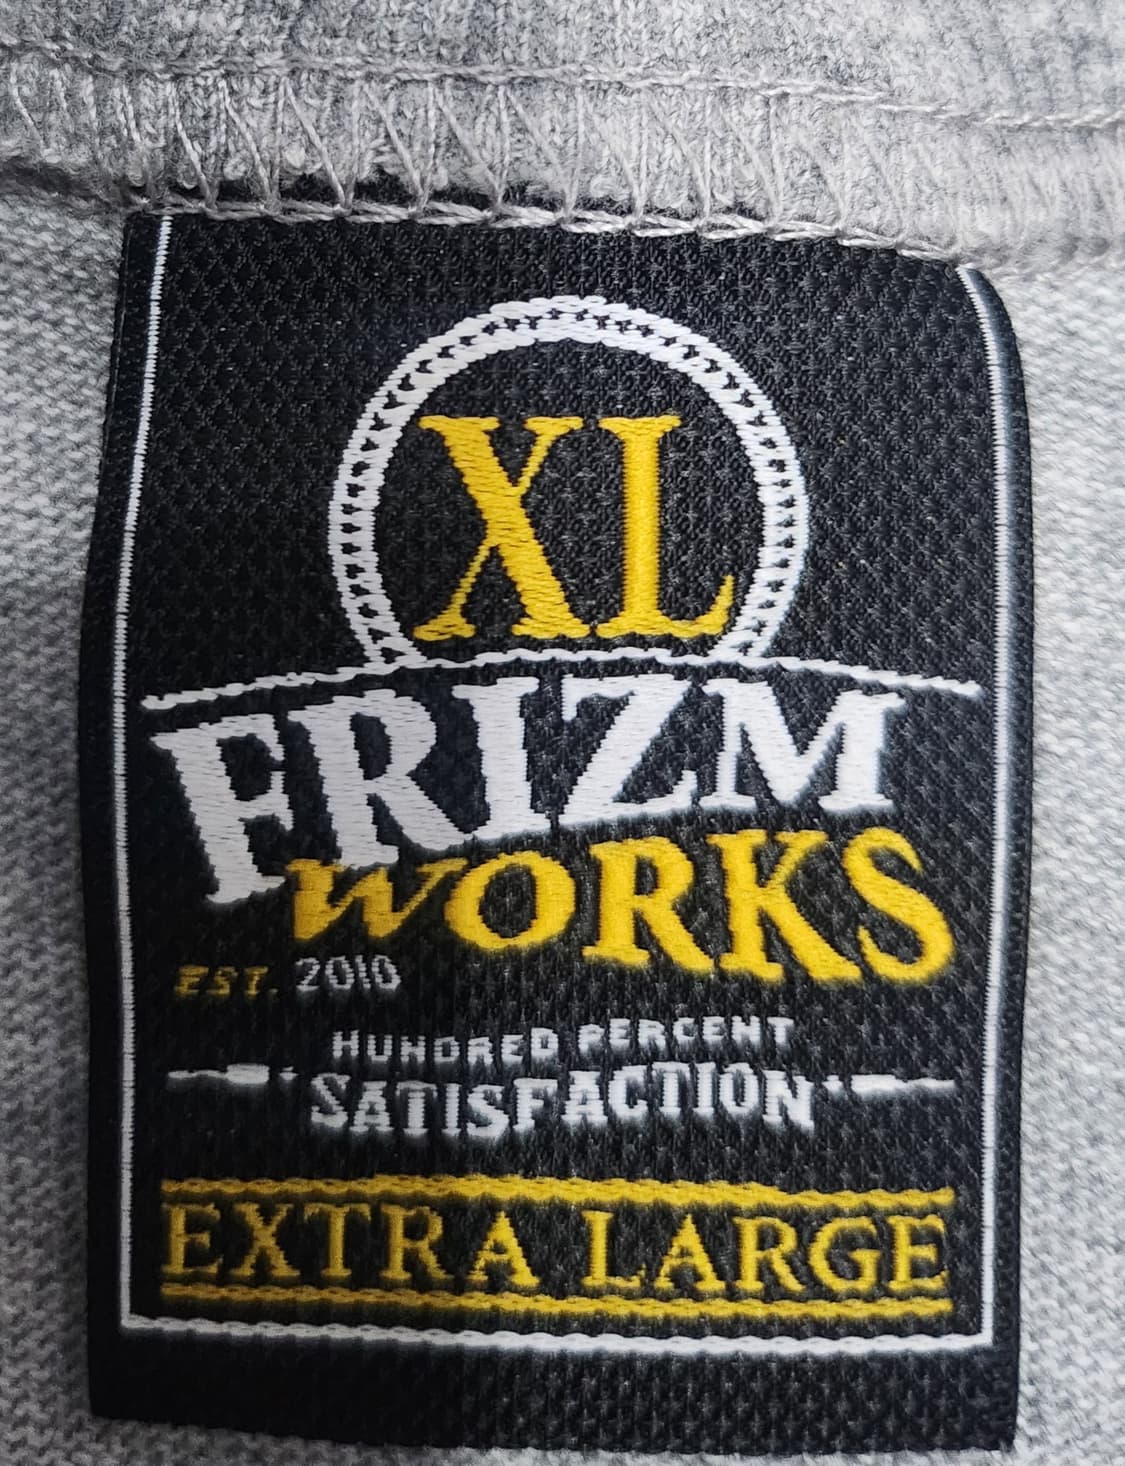 XL
FRIZM
WORKS
EST. 2010
HUNDRED PERCENT
SATISFACTION
EXTRA LARGE